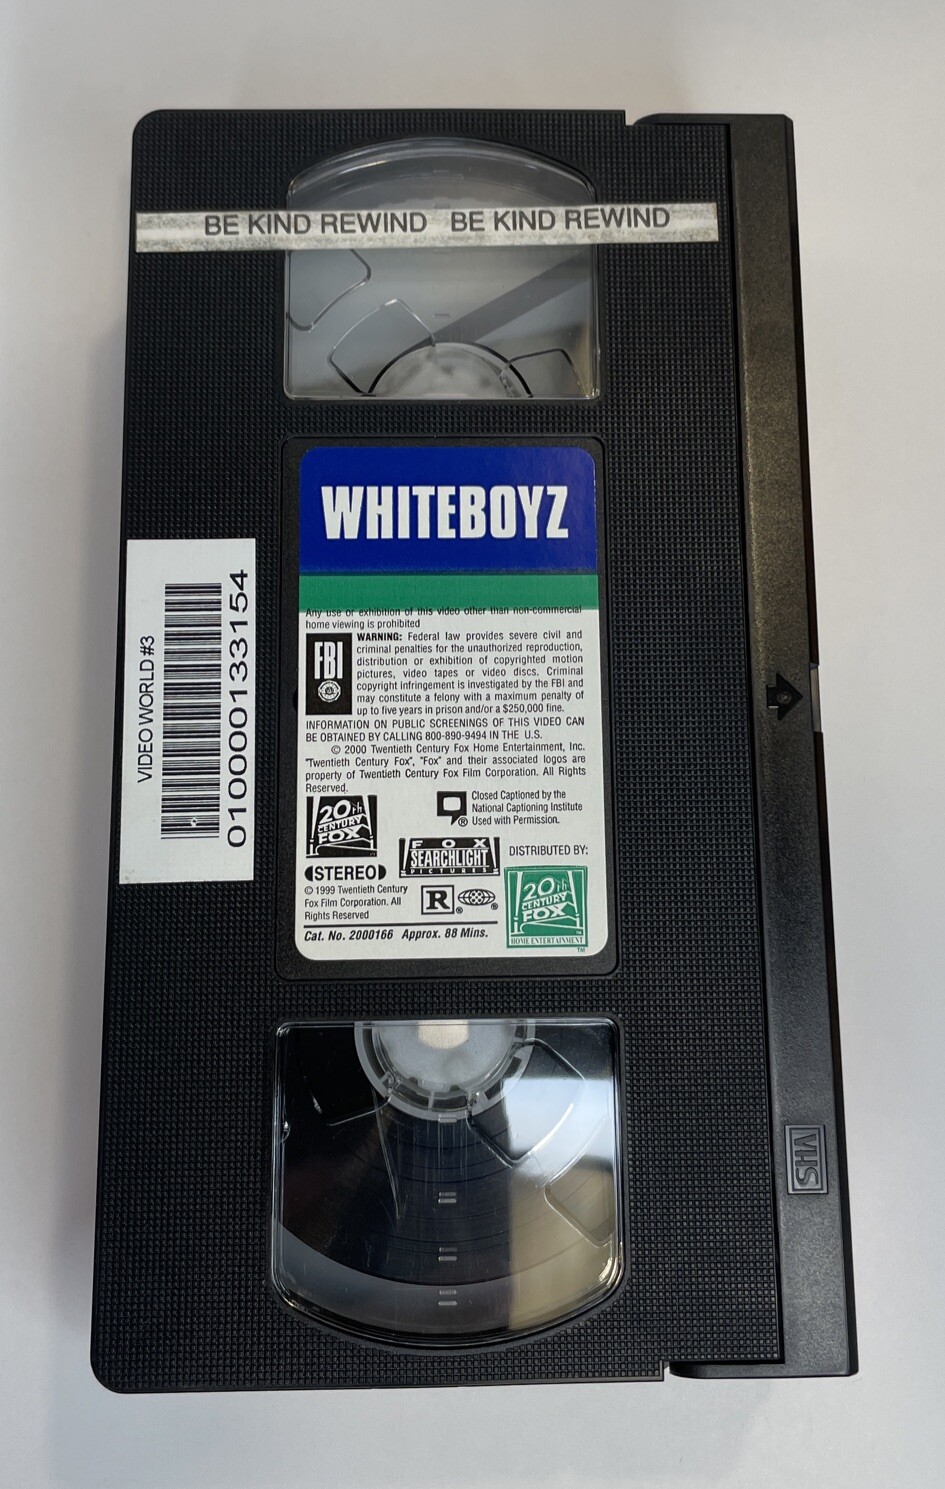 BE KIND REWIND BE KIND REWIND
WHITEBOYZ
Any use or exhibition of this video other than non-commercial
home viewing is prohibited
FBI
WARNING: Federal law provides severe civil and
criminal penalties for the unauthorized reproduction,
distribution or exhibition of copyrighted motion
pictures, video tapes or video discs. Criminal
copyright infringement is investigated by the FBI and
may constitute a felony with a maximum penalty of
up to five years in prison and/or a $250,000 fine.
INFORMATION ON PUBLIC SCREENINGS OF THIS VIDEO CAN
BE OBTAINED BY CALLING 800-890-9494 IN THE U.S.
© 2000 Twentieth Century Fox Home Entertainment, Inc.
"Twentieth Century Fox", "Fox" and their associated logos are
property of Twentieth Century Fox Film Corporation. All Rights
Reserved.
20th
CENTURY
FOX
®
Closed Captioned by the
National Captioning Institute
Used with Permission.
FOX
SEARCHLIGHT
PICTURES
DISTRIBUTED BY:
STEREO
© 1999 Twentieth Century
Fox Film Corporation. All
Rights Reserved
R
®
®
20th
CENTURY
FOX
HOME ENTERTAINMENT
TM
Cat. No. 2000166 Approx. 88 Mins.
VIDEO WORLD #3
0100000133154
VHS